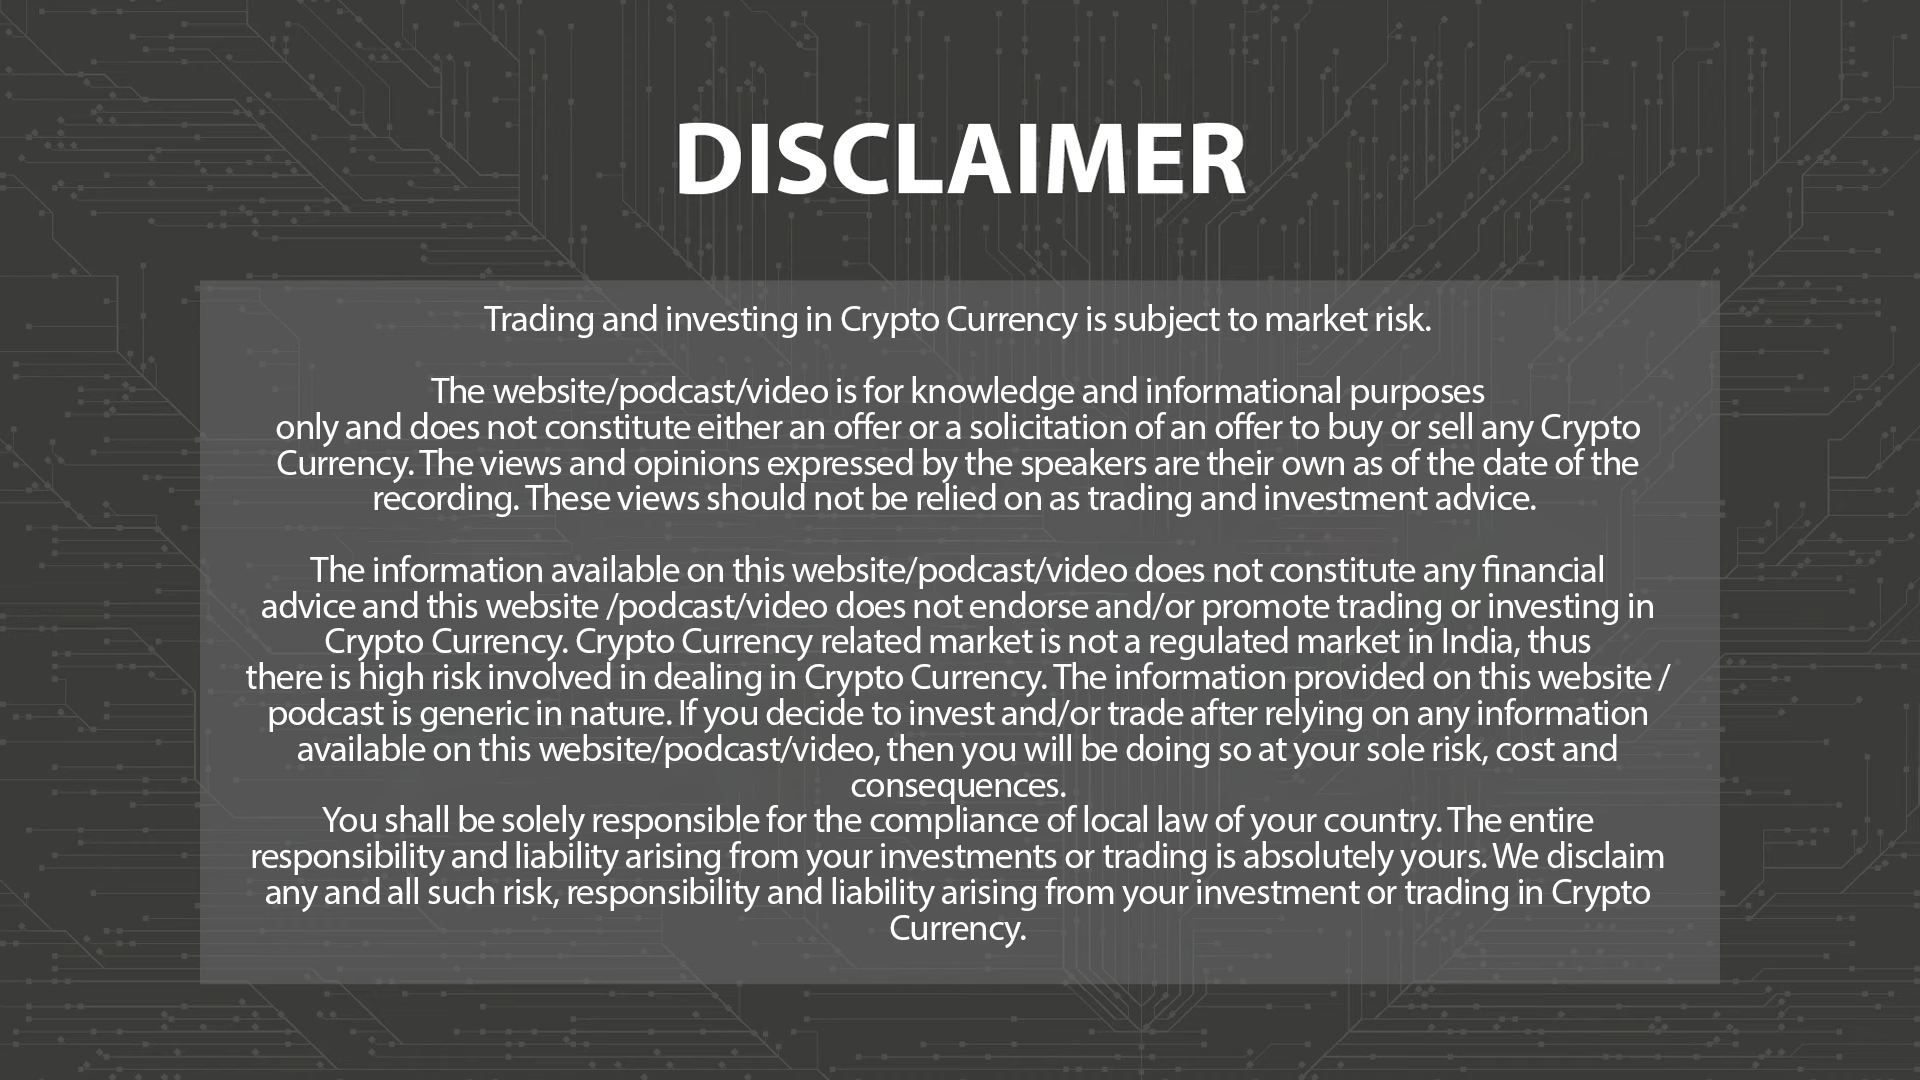 DISCLAIMER
Trading and investing in Crypto Currency is subject to market risk.
The website/podcast/video is for knowledge and informational purposes
only and does not constitute either an offer or a solicitation of an offer to buy or sell any Crypto
Currency. The views and opinions expressed by the speakers are their own as of the date of the
recording. These views should not be relied on as trading and investment advice.
The information available on this website/podcast/video does not constitute any financial
advice and this website /podcast/video does not endorse and/or promote trading or investing in
Crypto Currency. Crypto Currency related market is not a regulated market in India, thus
there is high risk involved in dealing in Crypto Currency. The information provided on this website /
podcast is generic in nature. If you decide to invest and/or trade after relying on any information
available on this website/podcast/video, then you will be doing so at your sole risk, cost and
consequences.
You shall be solely responsible for the compliance of local law of your country. The entire
responsibility and liability arising from your investments or trading is absolutely yours. We disclaim
any and all such risk, responsibility and liability arising from your investment or trading in Crypto
Currency.